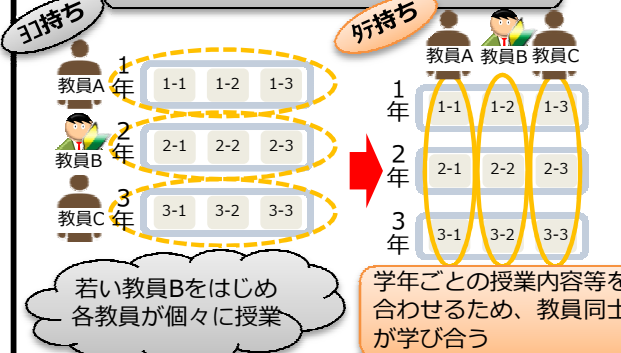 ﾖｺ持ち
教員A
1年
1-1 1-2 1-3
教員B
2年
2-1 2-2 2-3
教員C
3年
3-1 3-2 3-3
若い教員Bをはじめ
各教員が個々に授業
ﾀﾃ持ち
教員A 教員B 教員C
1年
1-1 1-2 1-3
2年
2-1 2-2 2-3
3年
3-1 3-2 3-3
学年ごとの授業内容等を
合わせるため、教員同士
が学び合う